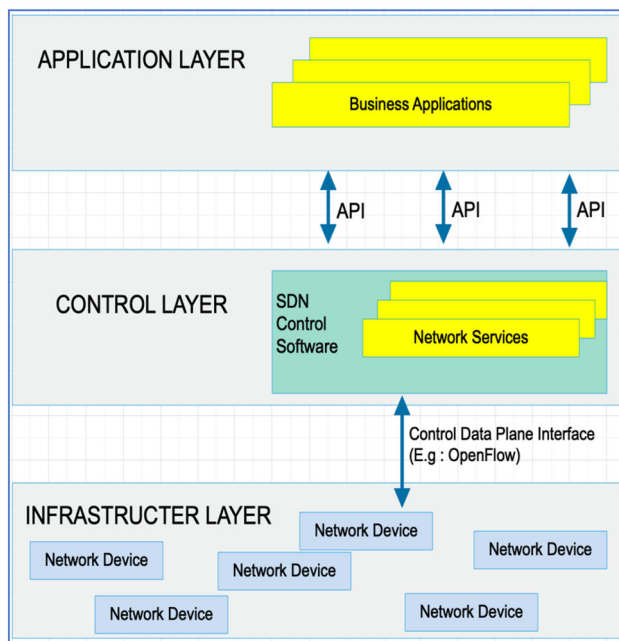 APPLICATION LAYER
Business Applications
API
API
API
CONTROL LAYER
SDN
Control
Software
Network Services
Control Data Plane Interface
(E.g : OpenFlow)
INFRASTRUCTER LAYER
Network Device
Network Device
Network Device
Network Device
Network Device
Network Device